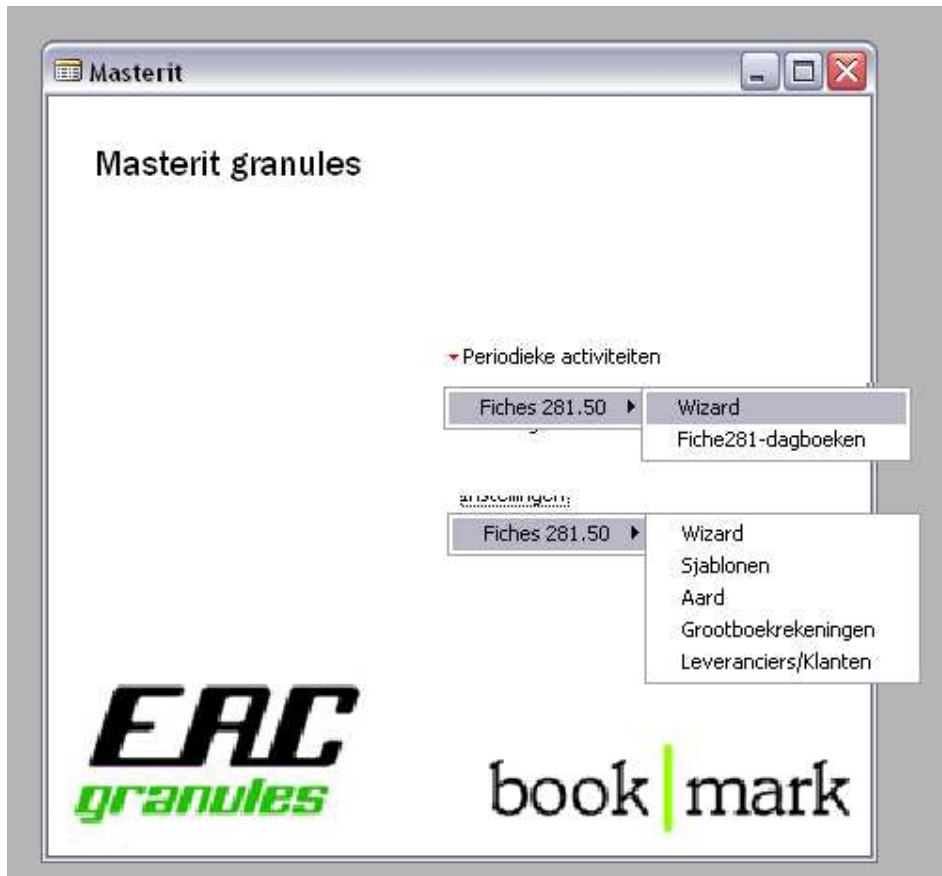 Masterit
Masterit granules
Periodieke activiteiten
Fiches 281.50
Wizard
Fiche281-dagboeken
Fiches 281.50
Wizard
Sjablonen
Aard
Grootboekrekeningen
Leveranciers/Klanten
EAC
granules
book mark